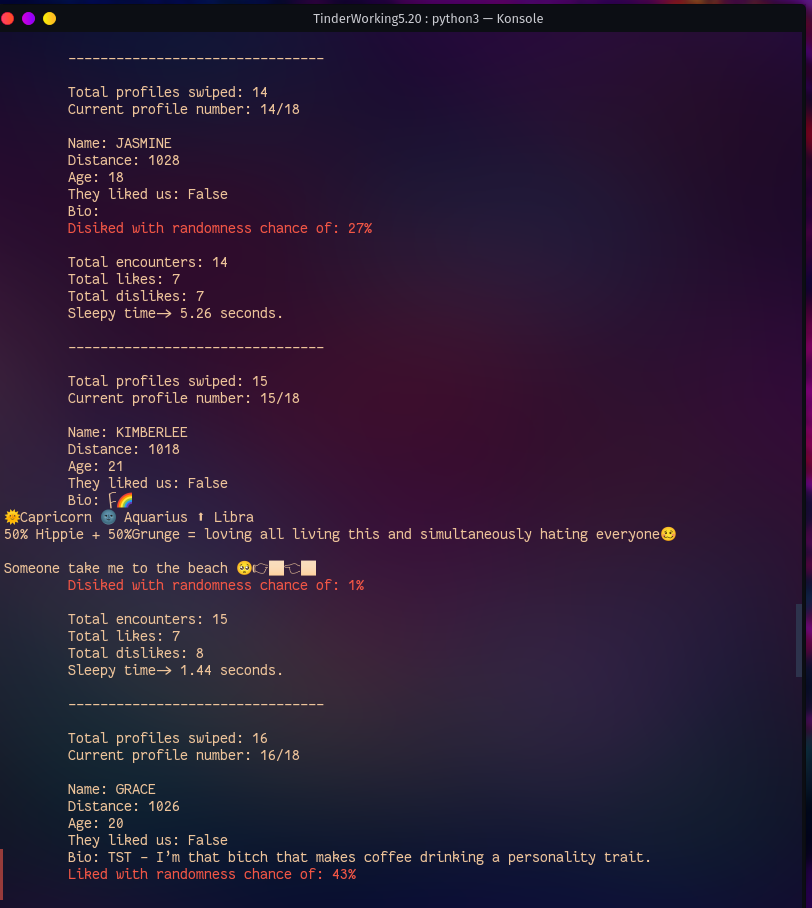 TinderWorking5.20 : python3 — Konsole
-------------------------------
Total profiles swiped: 14
Current profile number: 14/18
Name: JASMINE
Distance: 1028
Age: 18
They liked us: False
Bio:
Disiked with randomness chance of: 27%
Total encounters: 14
Total likes: 7
Total dislikes: 7
Sleepy time-> 5.26 seconds.
-------------------------------
Total profiles swiped: 15
Current profile number: 15/18
Name: KIMBERLEE
Distance: 1018
Age: 21
They liked us: False
Bio: 🏳🌈
🌞Capricorn 🌚 Aquarius ⬆ Libra
50% Hippie + 50%Grunge = loving all living this and simultaneously hating everyone🥴
Someone take me to the beach 🥺👉🏻👈🏻
Disiked with randomness chance of: 1%
Total encounters: 15
Total likes: 7
Total dislikes: 8
Sleepy time-> 1.44 seconds.
-------------------------------
Total profiles swiped: 16
Current profile number: 16/18
Name: GRACE
Distance: 1026
Age: 20
They liked us: False
Bio: TST - I’m that bitch that makes coffee drinking a personality trait.
Liked with randomness chance of: 43%